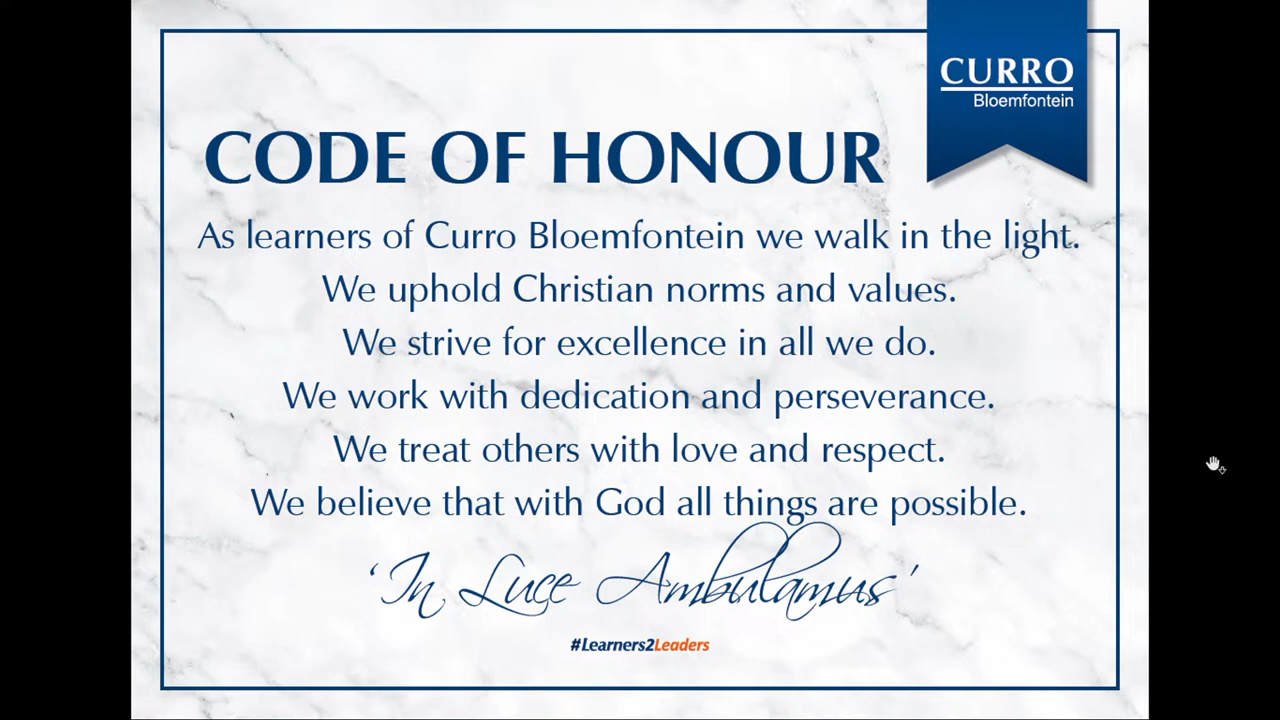 CURRO
Bloemfontein
CODE OF HONOUR
As learners of Curro Bloemfontein we walk in the light.
We uphold Christian norms and values.
We strive for excellence in all we do.
We work with dedication and perseverance.
We treat others with love and respect.
We believe that with God all things are possible.
‘In Luce Ambulamus’
#Learners2Leaders